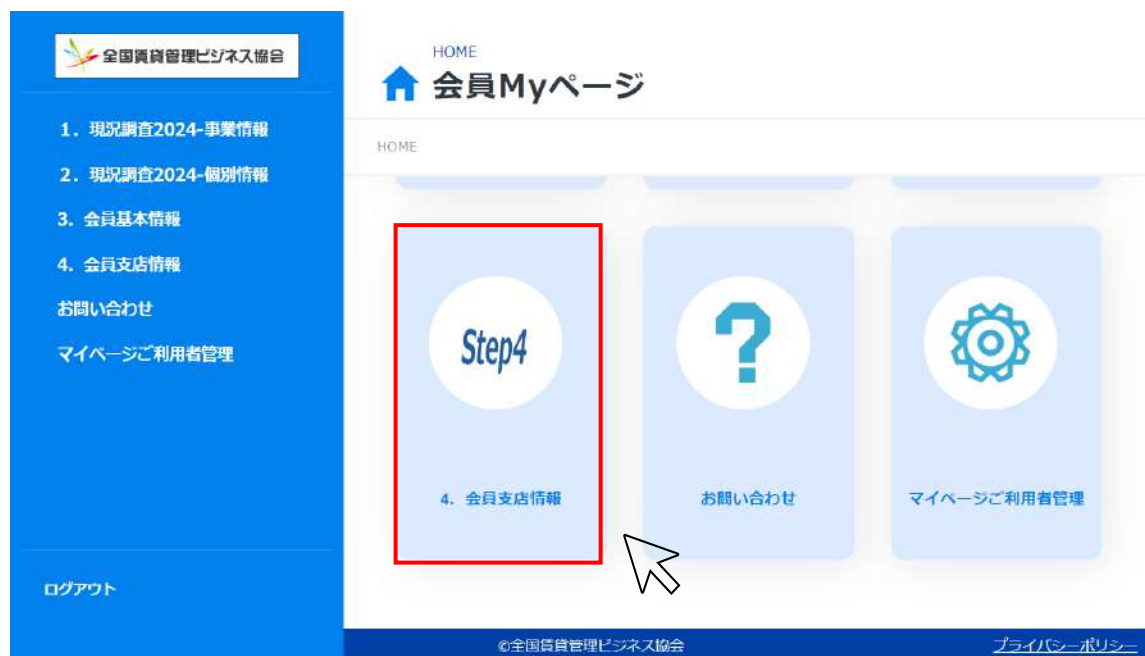 全国賃貸管理ビジネス協会
1. 現況調査2024-事業情報
2. 現況調査2024-個別情報
3. 会員基本情報
4. 会員支店情報
お問い合わせ
マイページご利用者管理
ログアウト
HOME
会員Myページ
HOME
Step4
?
4. 会員支店情報
お問い合わせ
マイページご利用者管理
©全国賃貸管理ビジネス協会
プライバシーポリシー